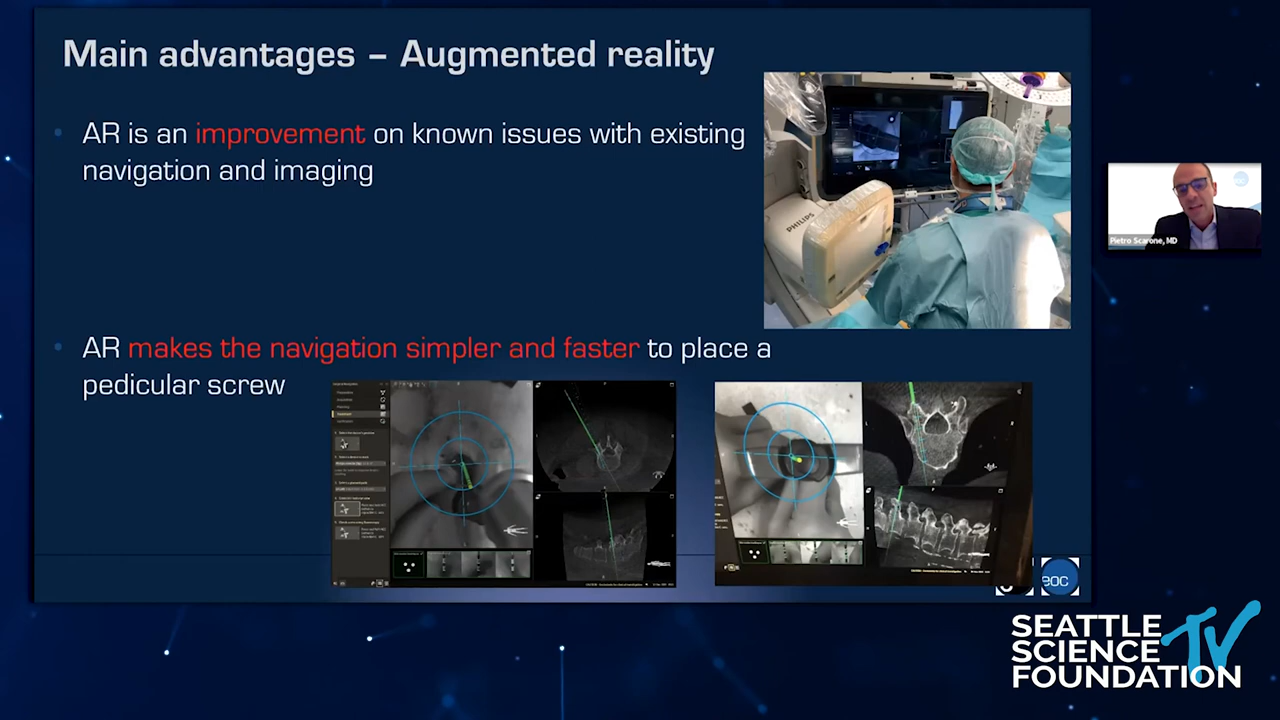 Main advantages – Augmented reality
• AR is an improvement on known issues with existing
navigation and imaging
PHILIPS
Pietro Scarone, MD
• AR makes the navigation simpler and faster to place a
pedicular screw
eoc
SEATTLE
SCIENCE
FOUNDATION
TV